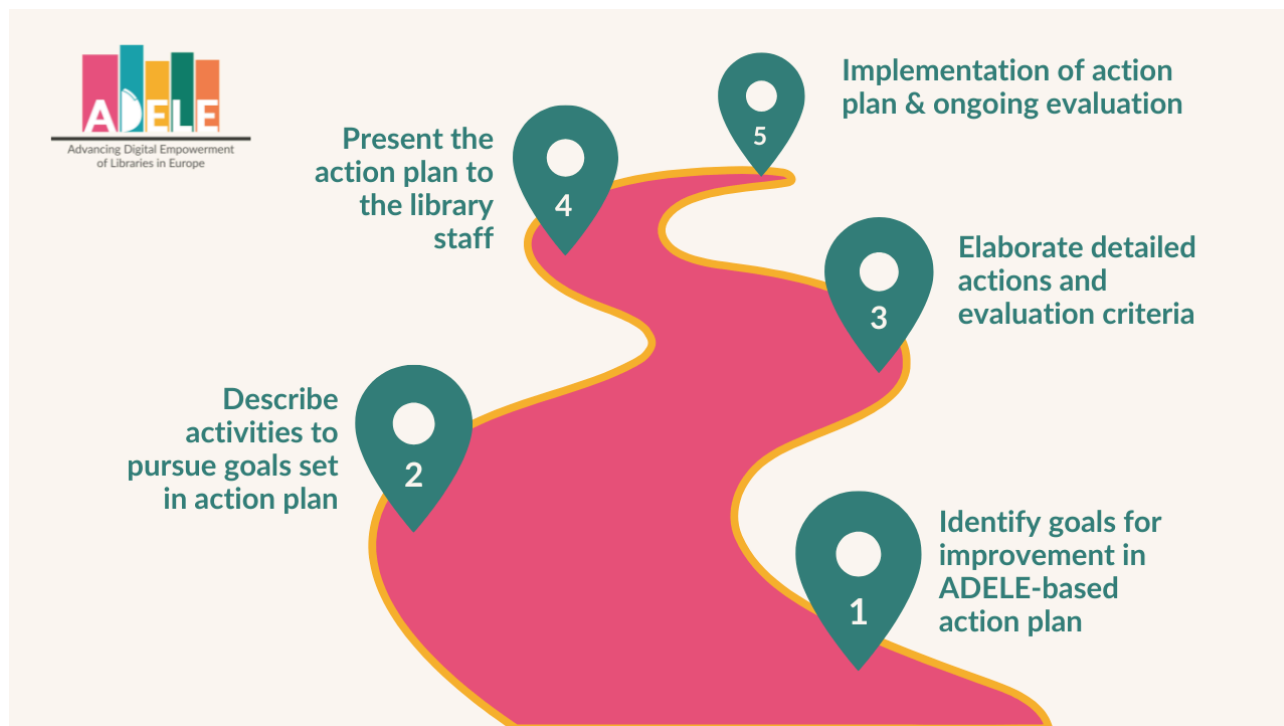 ADELE
Advancing Digital Empowerment
of Libraries in Europe
5
Implementation of action
plan & ongoing evaluation
Present the
action plan to
the library
staff
4
3
Elaborate detailed
actions and
evaluation criteria
Describe
activities to
pursue goals set
in action plan
2
1
Identify goals for
improvement in
ADELE-based
action plan